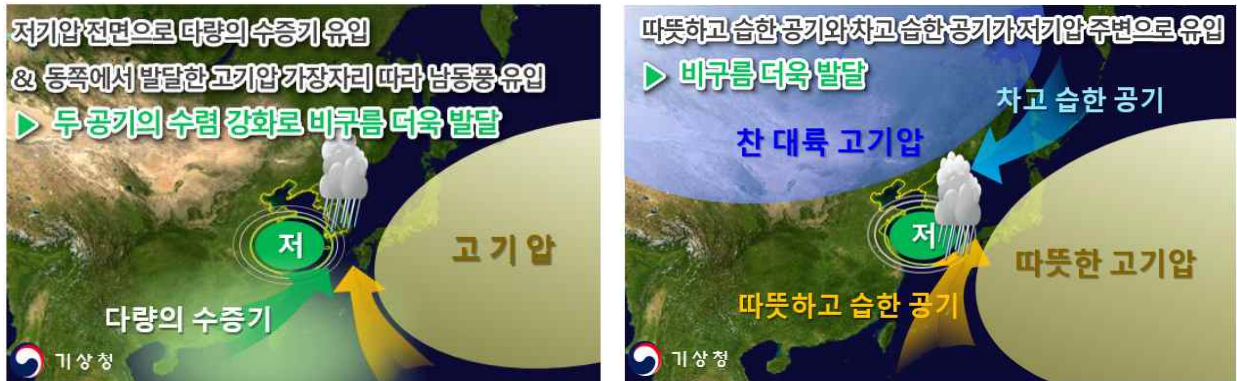 저기압 전면으로 다량의 수증기 유입
& 동쪽에서 발달한 고기압 가장자리 따라 남동풍 유입
▶ 두 공기의 수렴 강화로 비구름 더욱 발달
저
고기압
다량의 수증기
기상청
따뜻하고 습한 공기와 차고 습한 공기가 저기압 주변으로 유입
▶ 비구름 더욱 발달
차고 습한 공기
찬 대륙 고기압
저
따뜻한 고기압
따뜻하고 습한 공기
기상청